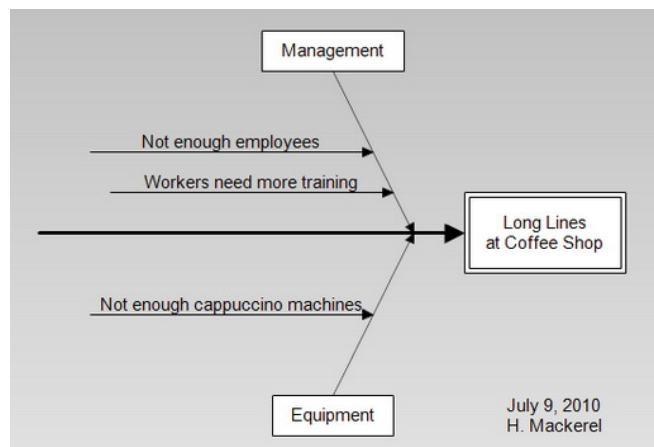 Management
Not enough employees
Workers need more training
Long Lines
at Coffee Shop
Not enough cappuccino machines
Equipment
July 9, 2010
H. Mackerel